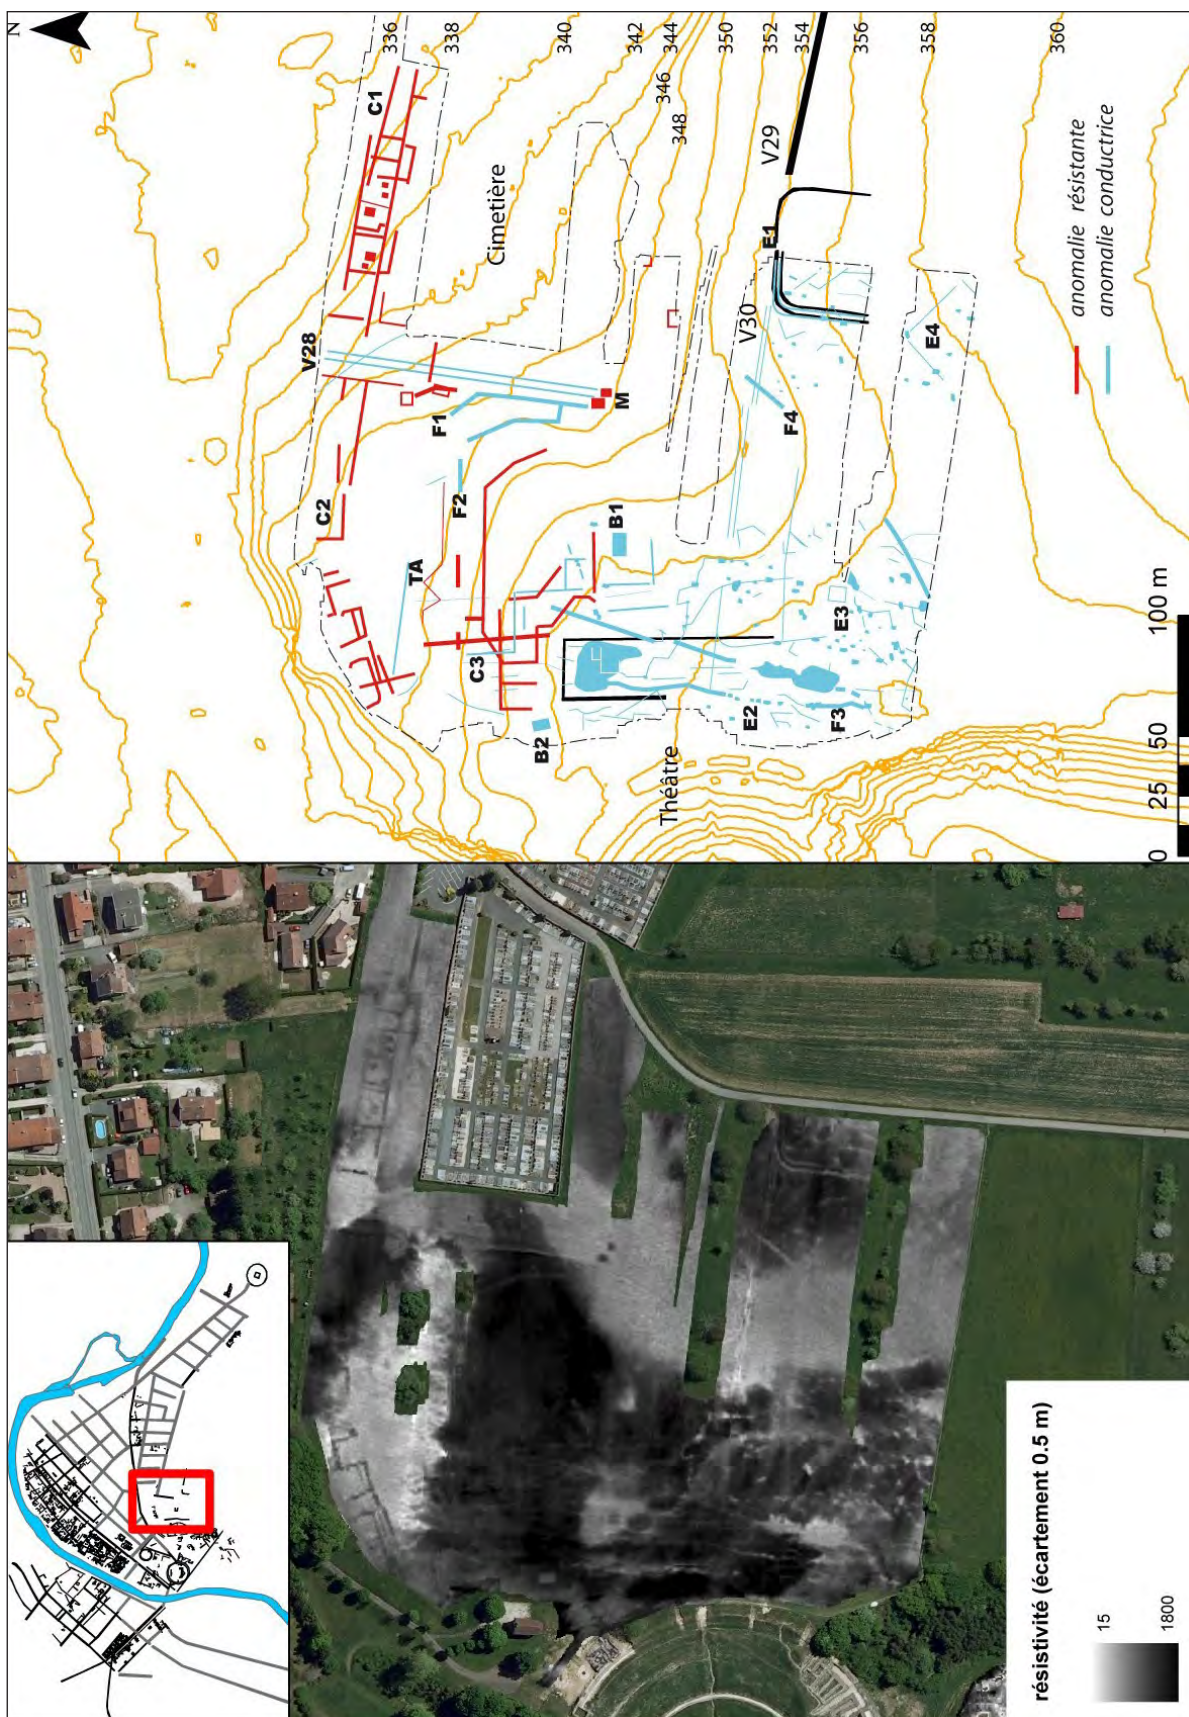 N
336
338
340
342
344
346
348
350
352
354
356
358
360
C1
Cimetière
V28
V29
E1
V30
E4
F1
M
F4
C2
F2
TA
B1
C3
E3
B2
E2
F3
Théâtre
anomalie résistante
anomalie conductrice
0 25 50 100 m
résistivité (écartement 0.5 m)
15
1800